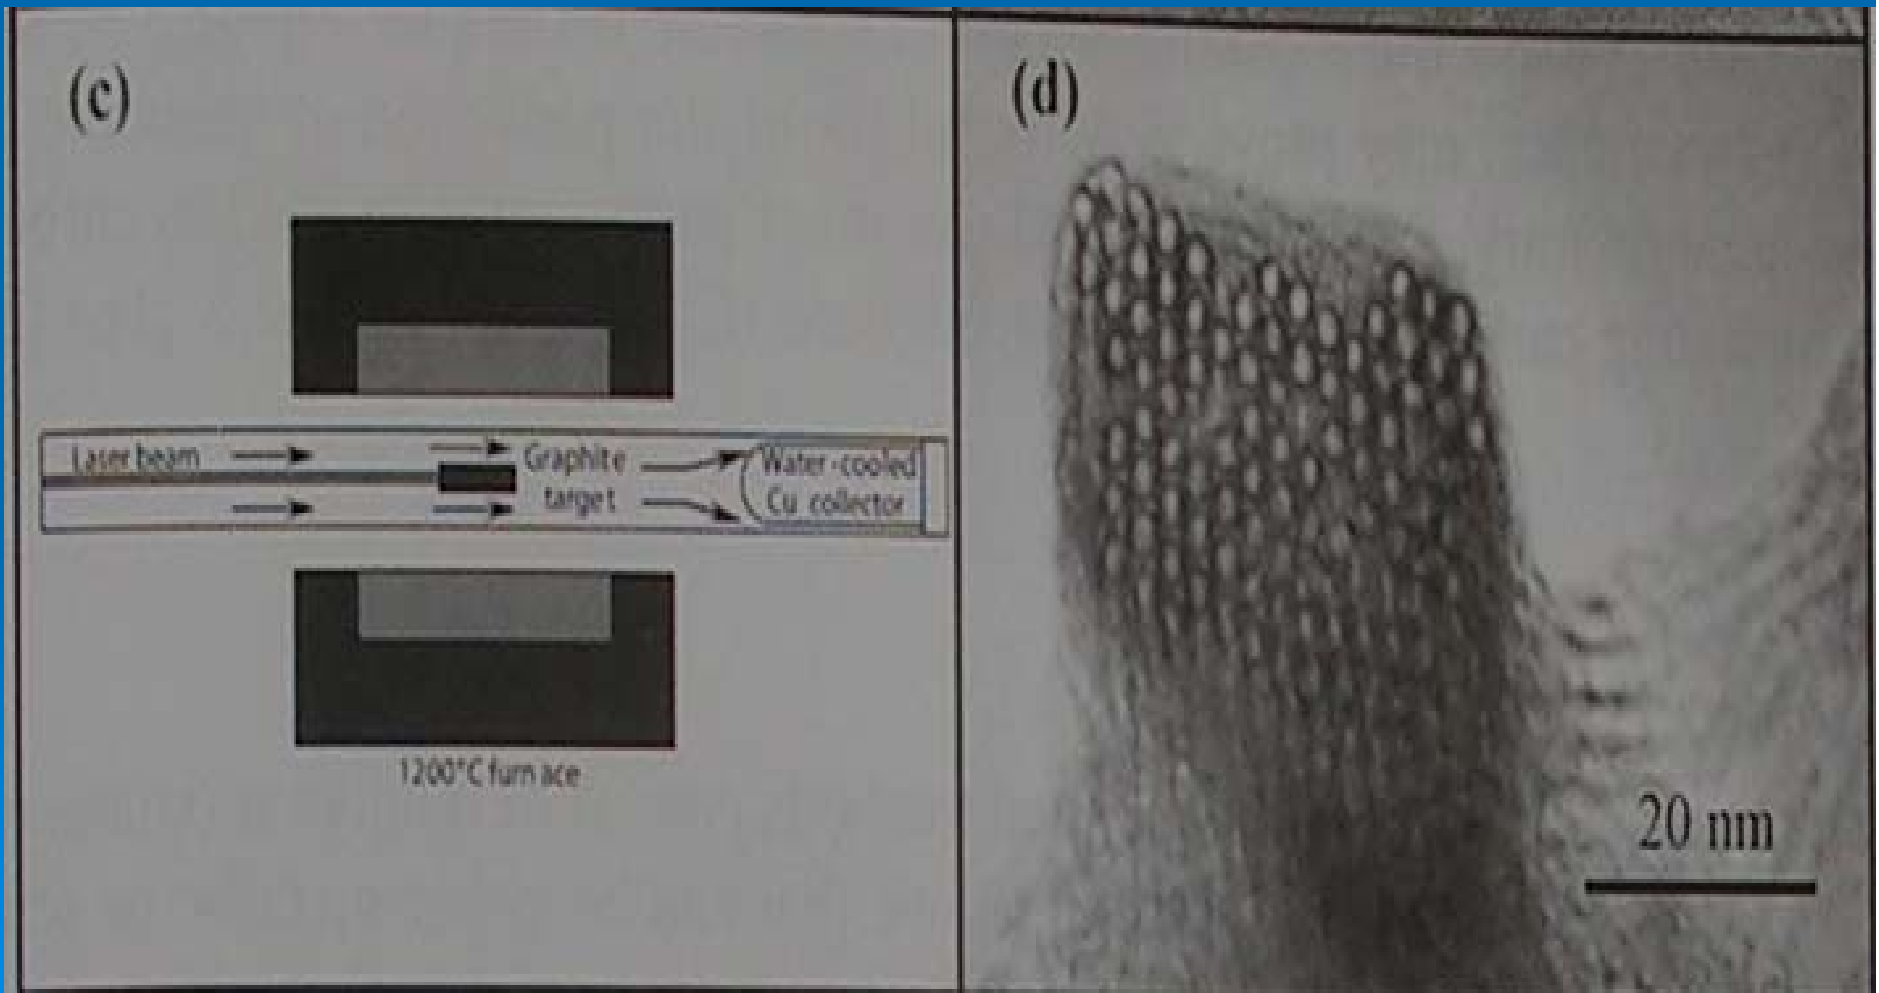 (c)
Laser beam
Graphite
target
Water-cooled
Cu collector
1200°C furnace
(d)
20 nm